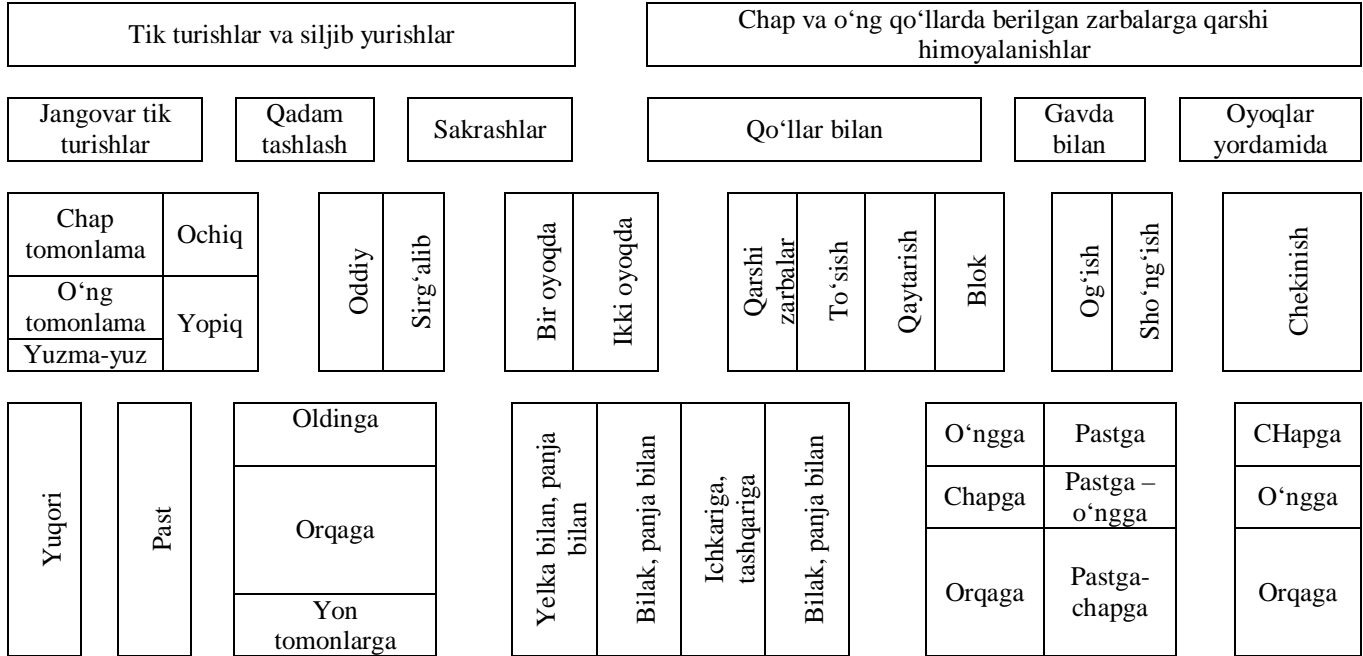 Tik turishlar va siljib yurishlar
Chap va o‘ng qo‘llarda berilgan zarbalarga qarshi
himoyalanishlar
Jangovar tik
turishlar
Qadam
tashlash
Sakrashlar
Qo‘llar bilan
Gavda
bilan
Oyoqlar
yordamida
Chap
tomonlama
Ochiq
O‘ng
tomonlama
Yopiq
Yuzma-yuz
Oddiy
Sirg‘alib
Bir oyoqda
Ikki oyoqda
Qarshi
zarbalar
To‘sish
Qaytarish
Blok
Og‘ish
Sho‘ng‘ish
Chekinish
Yuqori
Past
Oldinga
Orqaga
Yon
tomonlarga
Yelka bilan, panja
bilan
Bilak, panja bilan
Ichkariga,
tashqariga
Bilak, panja bilan
O‘ngga
Pastga
Chapga
Pastga –
o‘ngga
Orqaga
Pastga-
chapga
CHapga
O‘ngga
Orqaga